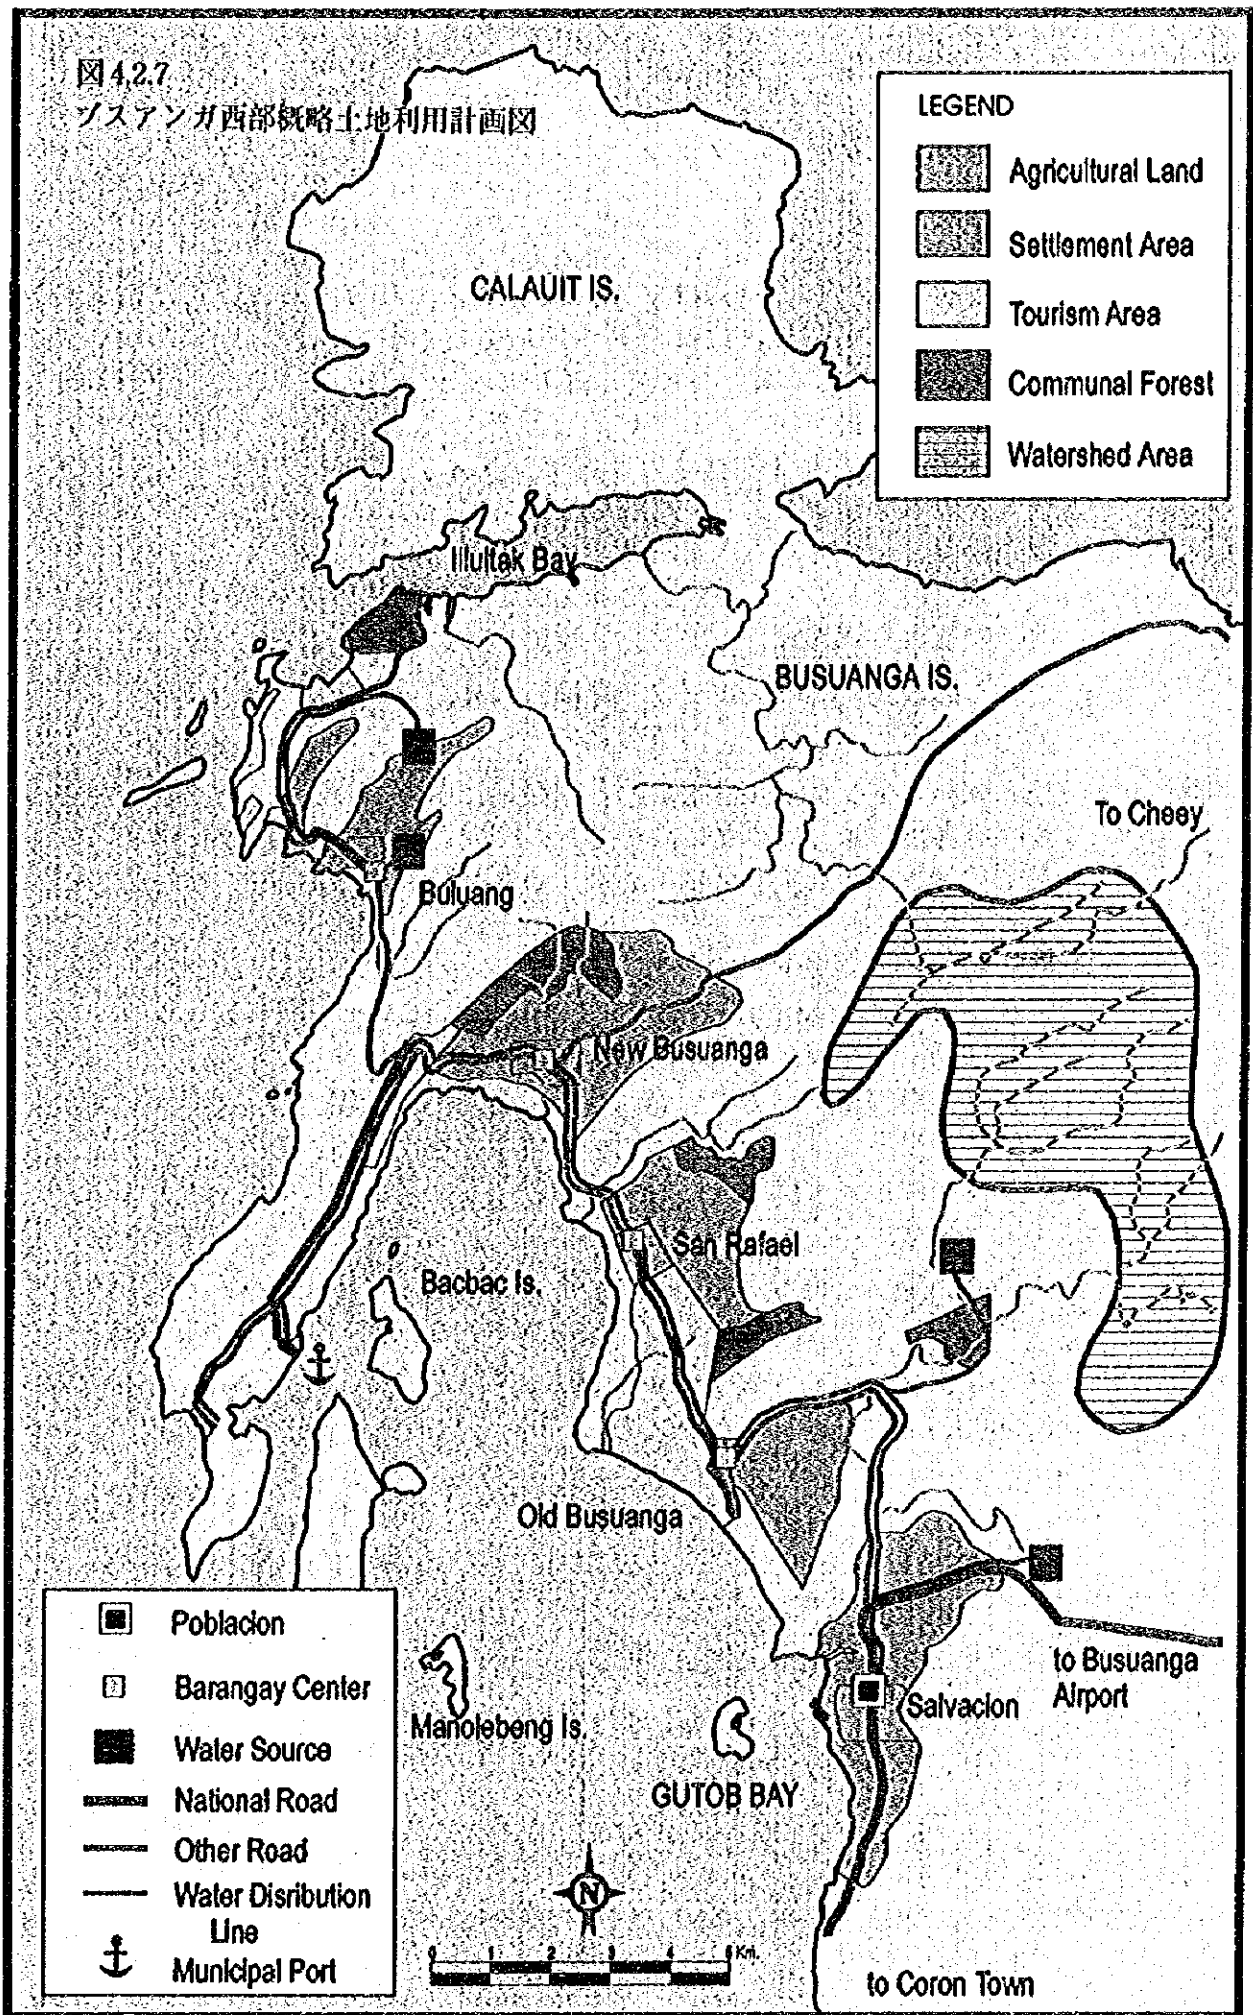 図 4.2.7
ブスアンガ西部概略土地利用計画図
LEGEND
Agricultural Land
Settlement Area
Tourism Area
Communal Forest
Watershed Area
CALAUIT IS.
Illultak Bay
BUSUANGA IS.
To Cheey
Buluang
New Busuanga
San Rafael
Bacbac Is.
Old Busuanga
to Busuanga
Airport
Salvacion
Manolebeng Is.
GUTOB BAY
Poblacion
Barangay Center
Water Source
National Road
Other Road
Water Disribution
Line
Municipal Port
N
0 1 2 3 4 5 Km.
to Coron Town